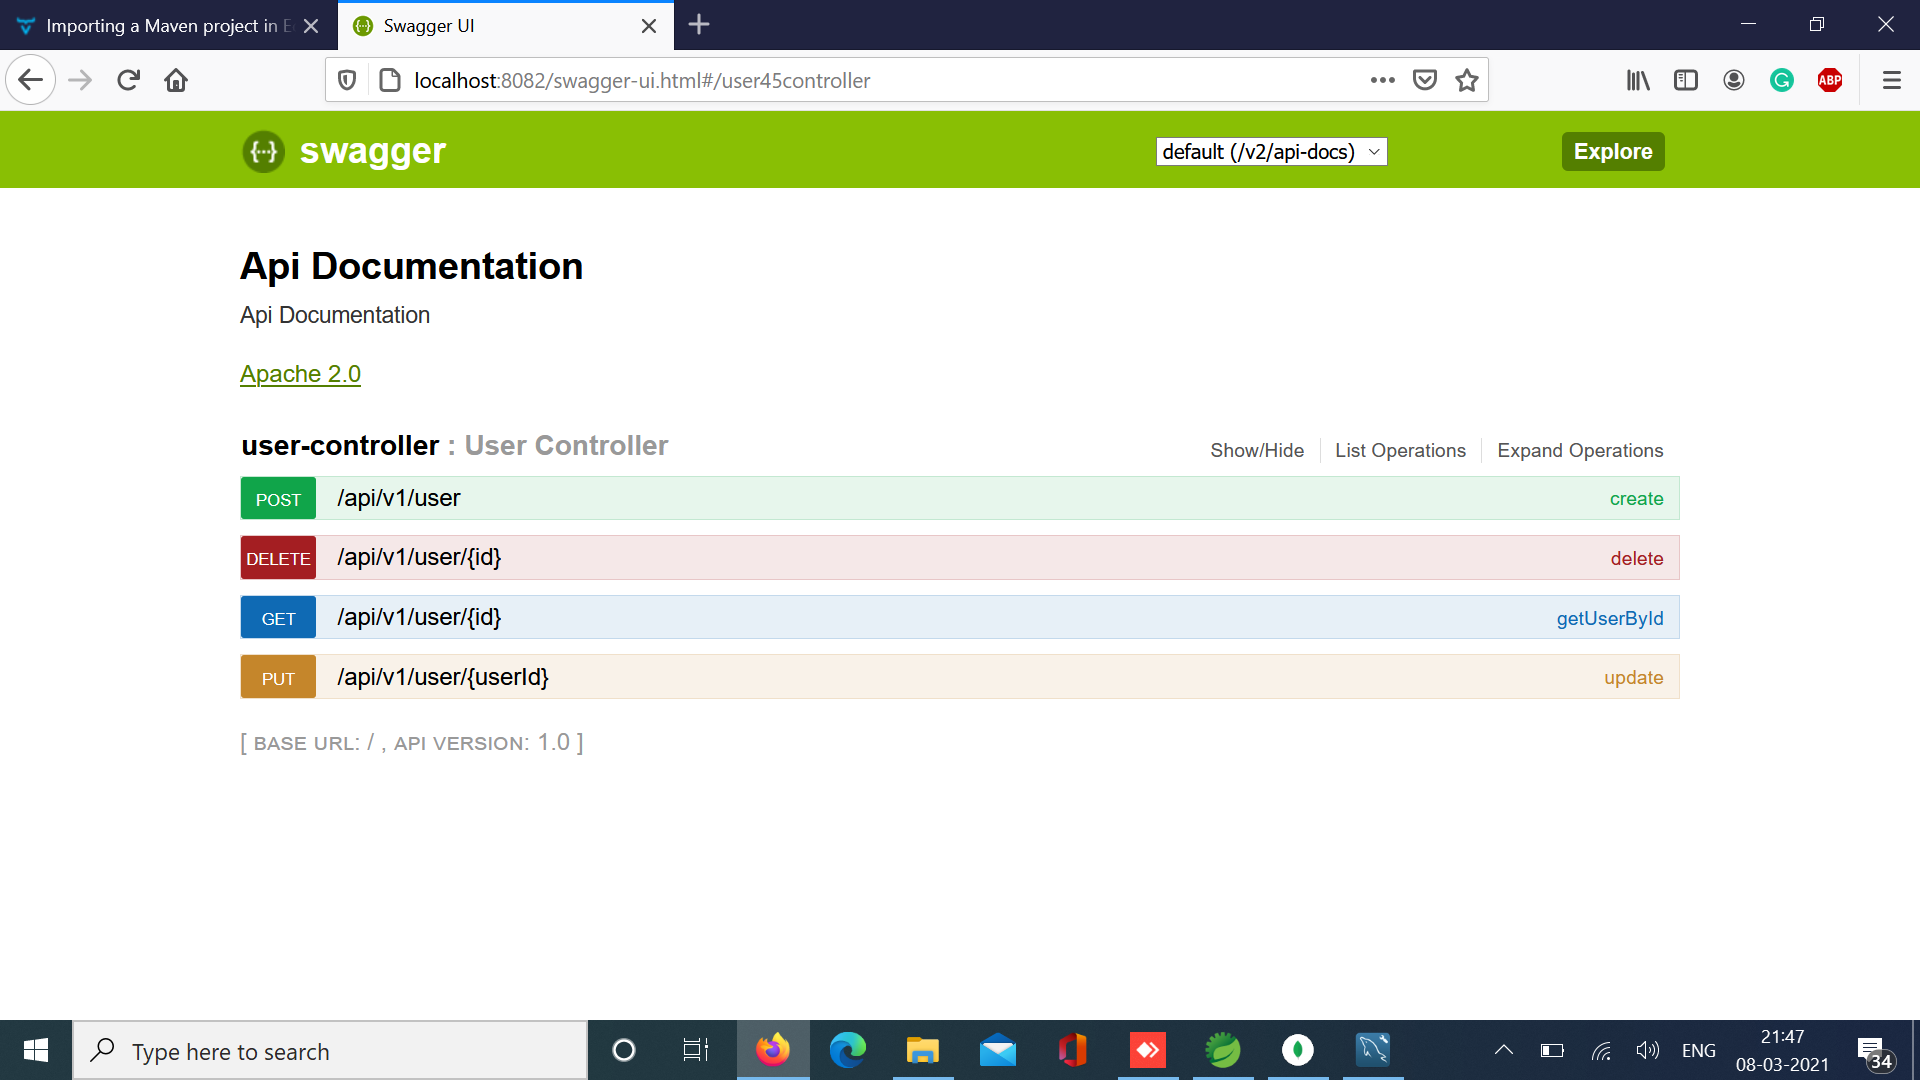 Importing a Maven project in E
Swagger UI
localhost:8082/swagger-ui.html#/user45controller
ABP
swagger
default (/v2/api-docs)
Explore
Api Documentation
Api Documentation
Apache 2.0
user-controller : User Controller
Show/Hide
List Operations
Expand Operations
POST /api/v1/user create
DELETE /api/v1/user/{id} delete
GET /api/v1/user/{id} getUserById
PUT /api/v1/user/{userId} update
[ BASE URL: / , API VERSION: 1.0 ]
Type here to search
ENG
21:47
08-03-2021
34